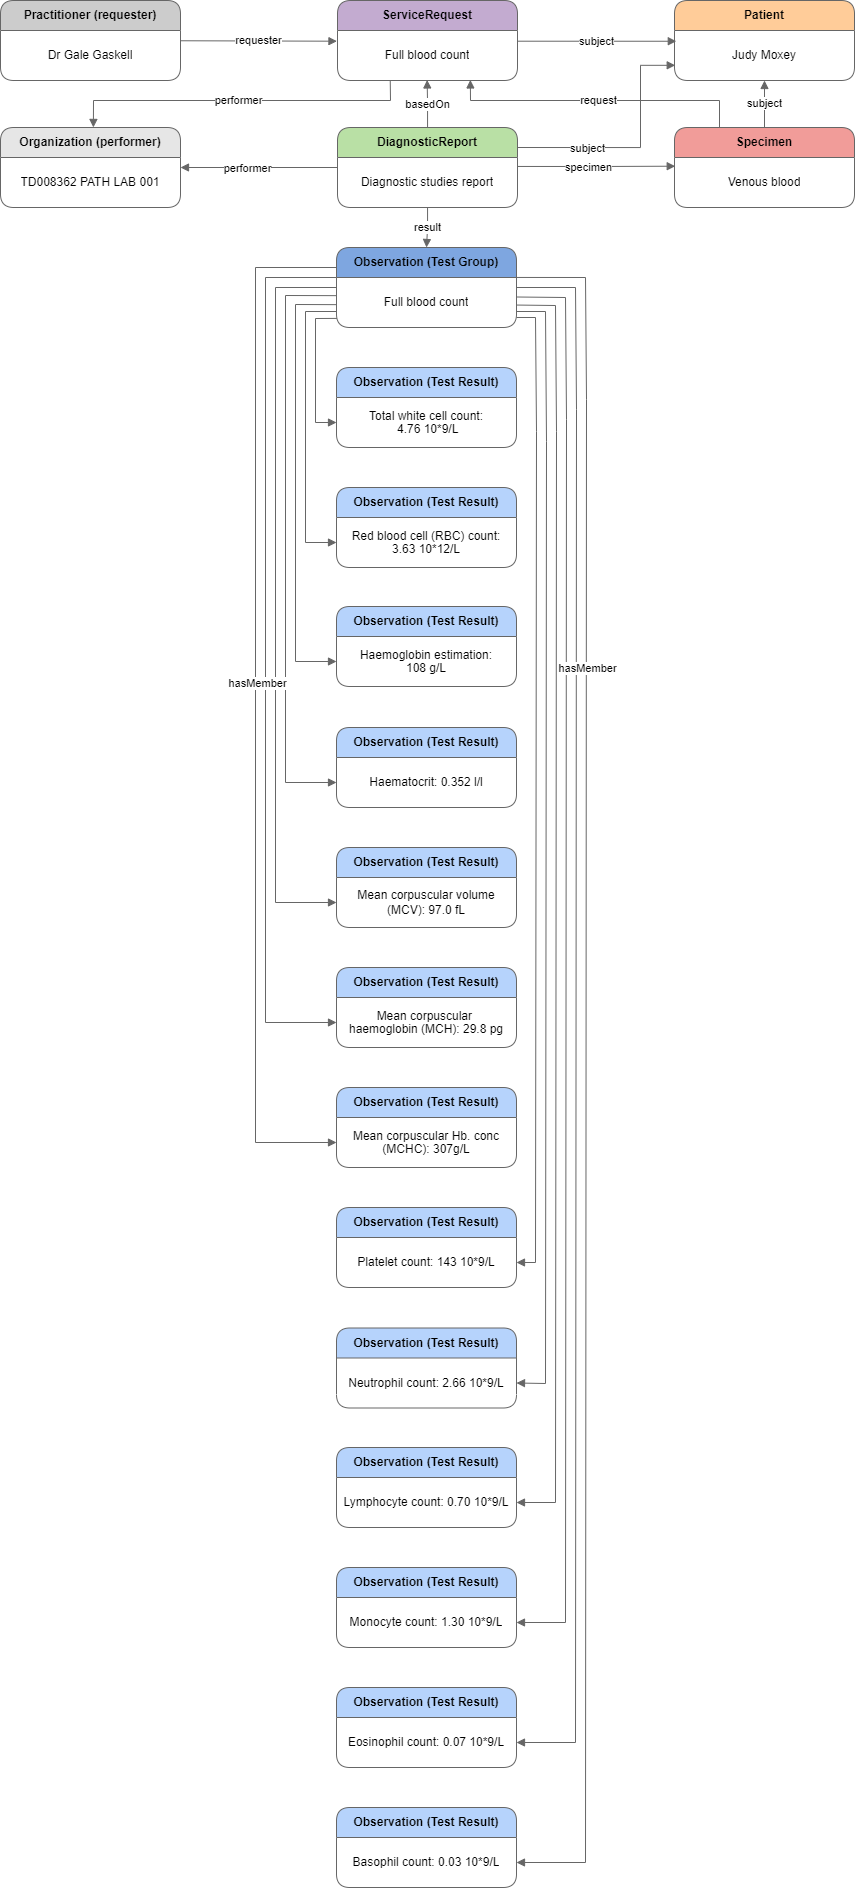 Practitioner (requester)
Dr Gale Gaskell
requester
ServiceRequest
Full blood count
subject
Patient
Judy Moxey
performer
basedOn
request
subject
Organization (performer)
TD008362 PATH LAB 001
performer
DiagnosticReport
Diagnostic studies report
subject
specimen
Specimen
Venous blood
result
Observation (Test Group)
Full blood count
Observation (Test Result)
Total white cell count:
4.76 10*9/L
Observation (Test Result)
Red blood cell (RBC) count:
3.63 10*12/L
Observation (Test Result)
Haemoglobin estimation:
108 g/L
hasMember
hasMember
Observation (Test Result)
Haematocrit: 0.352 l/l
Observation (Test Result)
Mean corpuscular volume
(MCV): 97.0 fL
Observation (Test Result)
Mean corpuscular
haemoglobin (MCH): 29.8 pg
Observation (Test Result)
Mean corpuscular Hb. conc
(MCHC): 307g/L
Observation (Test Result)
Platelet count: 143 10*9/L
Observation (Test Result)
Neutrophil count: 2.66 10*9/L
Observation (Test Result)
Lymphocyte count: 0.70 10*9/L
Observation (Test Result)
Monocyte count: 1.30 10*9/L
Observation (Test Result)
Eosinophil count: 0.07 10*9/L
Observation (Test Result)
Basophil count: 0.03 10*9/L